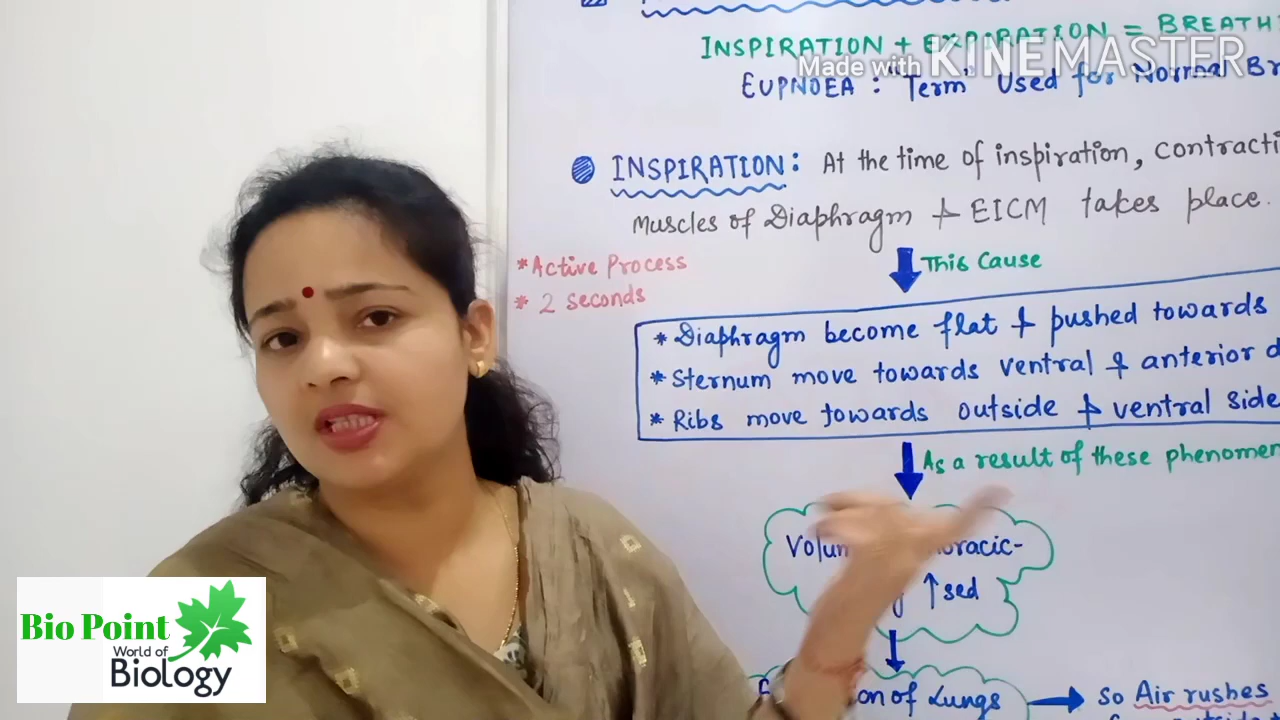 INSPIRATION + EXPIRATION = BREATHI
Made with KINEMASTER
EUPNOEA : "Term" Used for Normal Br
INSPIRATION: At the time of inspiration, contracti
Muscles of Diaphragm & EICM takes place.
*Active Process
* 2 seconds
This Cause
* Diaphragm become flat & pushed towards
* Sternum move towards ventral & anterior d
* Ribs move towards outside & ventral side
As a result of these phenomen
↑sed
of Lungs
so Air rushes
Bio Point
World of
Biology